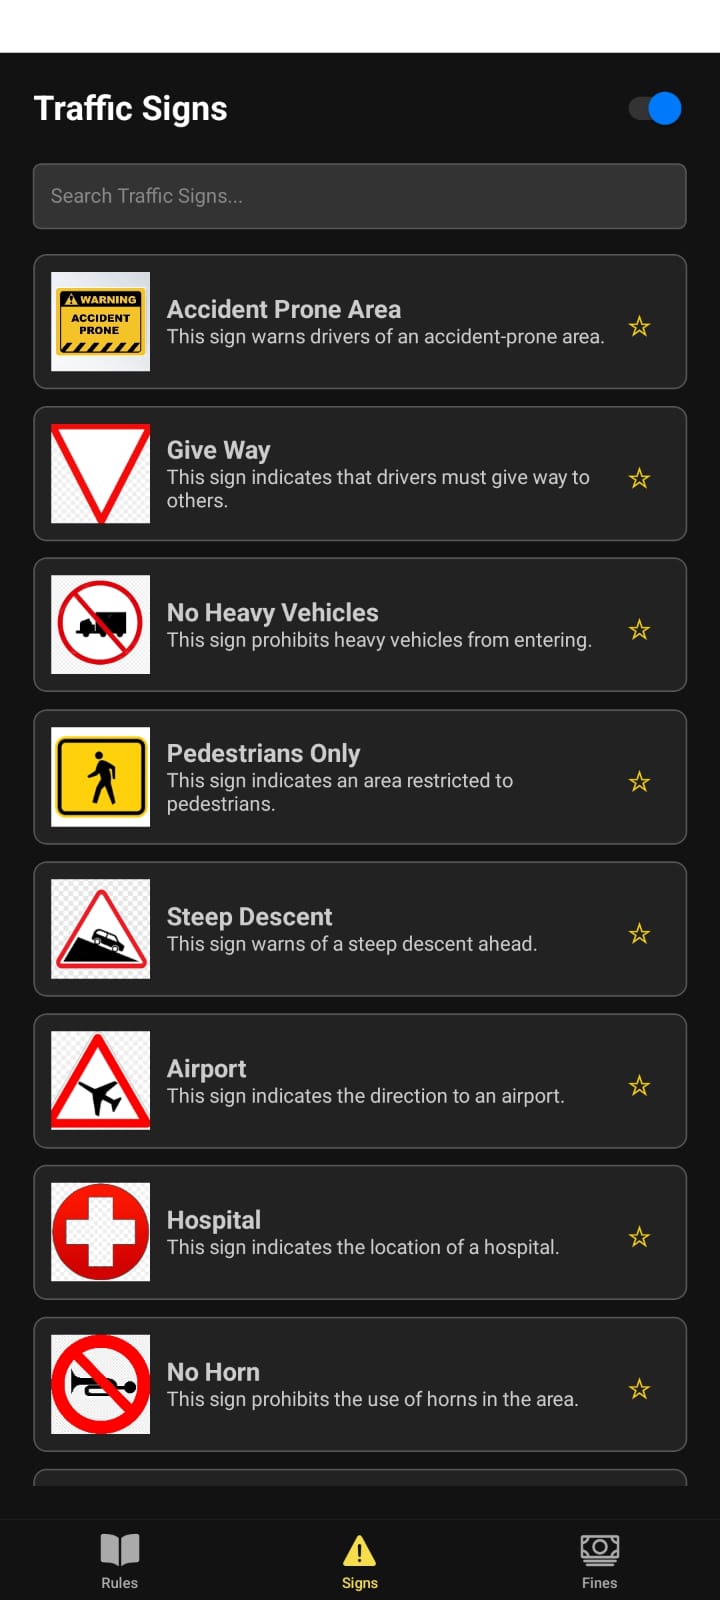 Traffic Signs
Search Traffic Signs...
WARNING
ACCIDENT
PRONE
Accident Prone Area
This sign warns drivers of an accident-prone area.
Give Way
This sign indicates that drivers must give way to
others.
No Heavy Vehicles
This sign prohibits heavy vehicles from entering.
Pedestrians Only
This sign indicates an area restricted to
pedestrians.
Steep Descent
This sign warns of a steep descent ahead.
Airport
This sign indicates the direction to an airport.
Hospital
This sign indicates the location of a hospital.
No Horn
This sign prohibits the use of horns in the area.
Rules
Signs
Fines